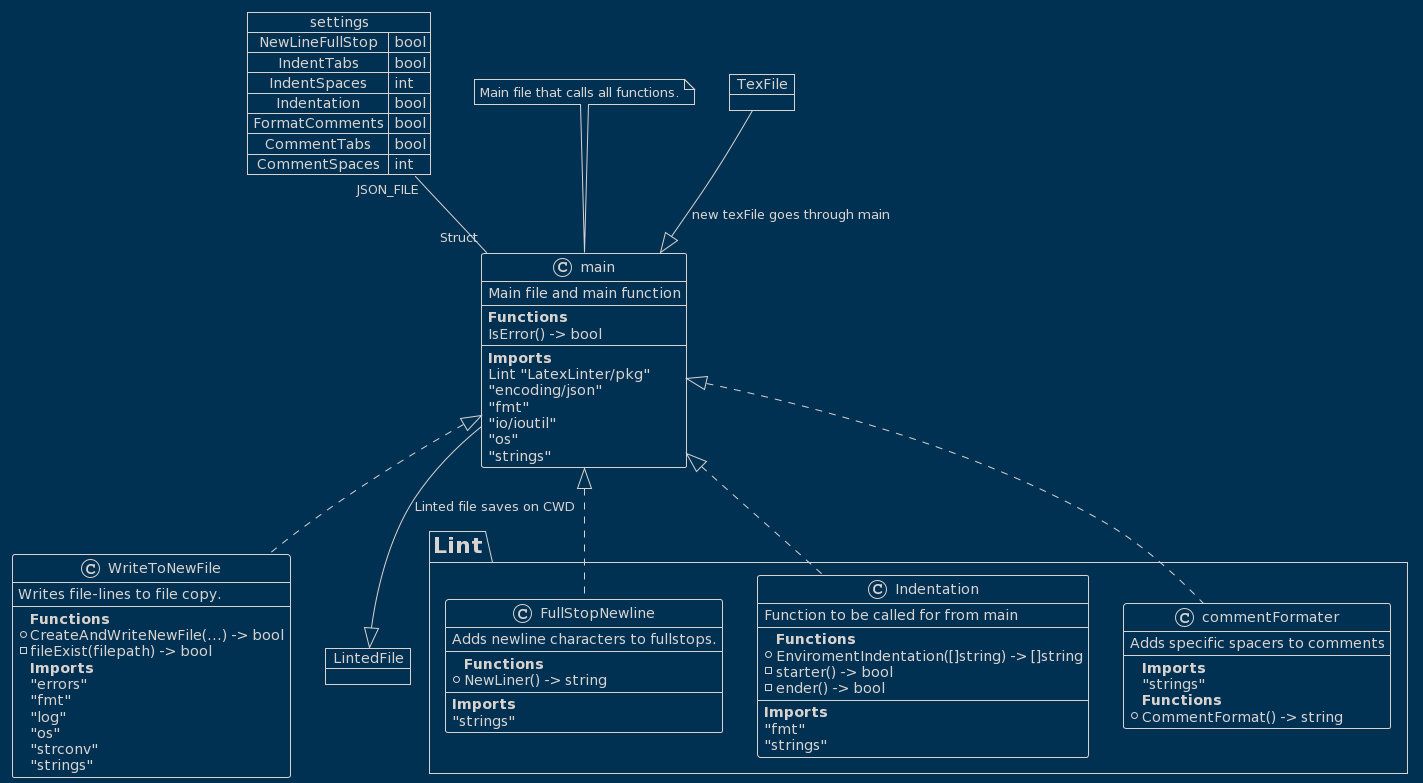 settings
NewLineFullStop bool
IndentTabs bool
IndentSpaces int
Indentation bool
FormatComments bool
CommentTabs bool
CommentSpaces int
Main file that calls all functions.
TexFile
JSON_FILE
Struct
new texFile goes through main
C main
Main file and main function
Functions
IsError() -> bool
Imports
Lint "LatexLinter/pkg"
"encoding/json"
"fmt"
"io/ioutil"
"os"
"strings"
Linted file saves on CWD
C WriteToNewFile
Writes file-lines to file copy.
Functions
CreateAndWriteNewFile(...) -> bool
fileExist(filepath) -> bool
Imports
"errors"
"fmt"
"log"
"os"
"strconv"
"strings"
LintedFile
Lint
C FullStopNewline
Adds newline characters to fullstops.
Functions
NewLiner() -> string
Imports
"strings"
C Indentation
Function to be called for from main
Functions
EnviromentIndentation([]string) -> []string
starter() -> bool
ender() -> bool
Imports
"fmt"
"strings"
C commentFormater
Adds specific spacers to comments
Imports
"strings"
Functions
CommentFormat() -> string